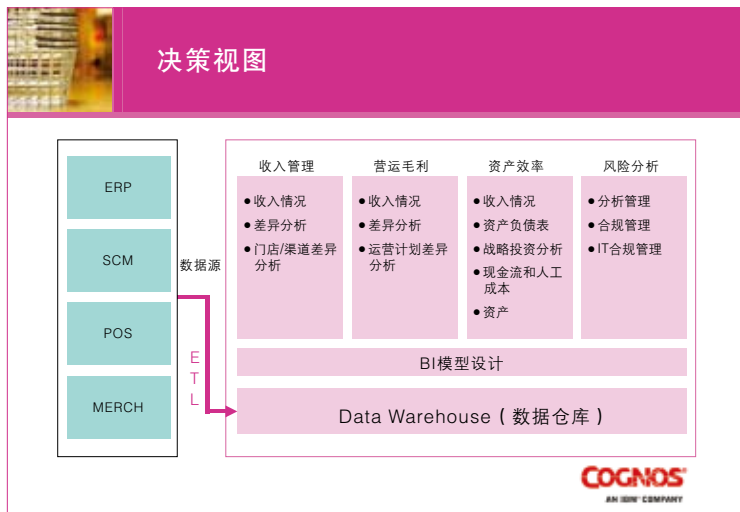 决策视图
ERP
SCM
POS
MERCH
数据源
ETL
收入管理
●收入情况
●差异分析
●门店/渠道差异
分析
营运毛利
●收入情况
●差异分析
●运营计划差异
分析
资产效率
●收入情况
●资产负债表
●战略投资分析
●现金流和人工
成本
●资产
风险分析
●分析管理
●合规管理
●IT合规管理
BI模型设计
Data Warehouse（数据仓库）
COGNOS
AN IBM COMPANY